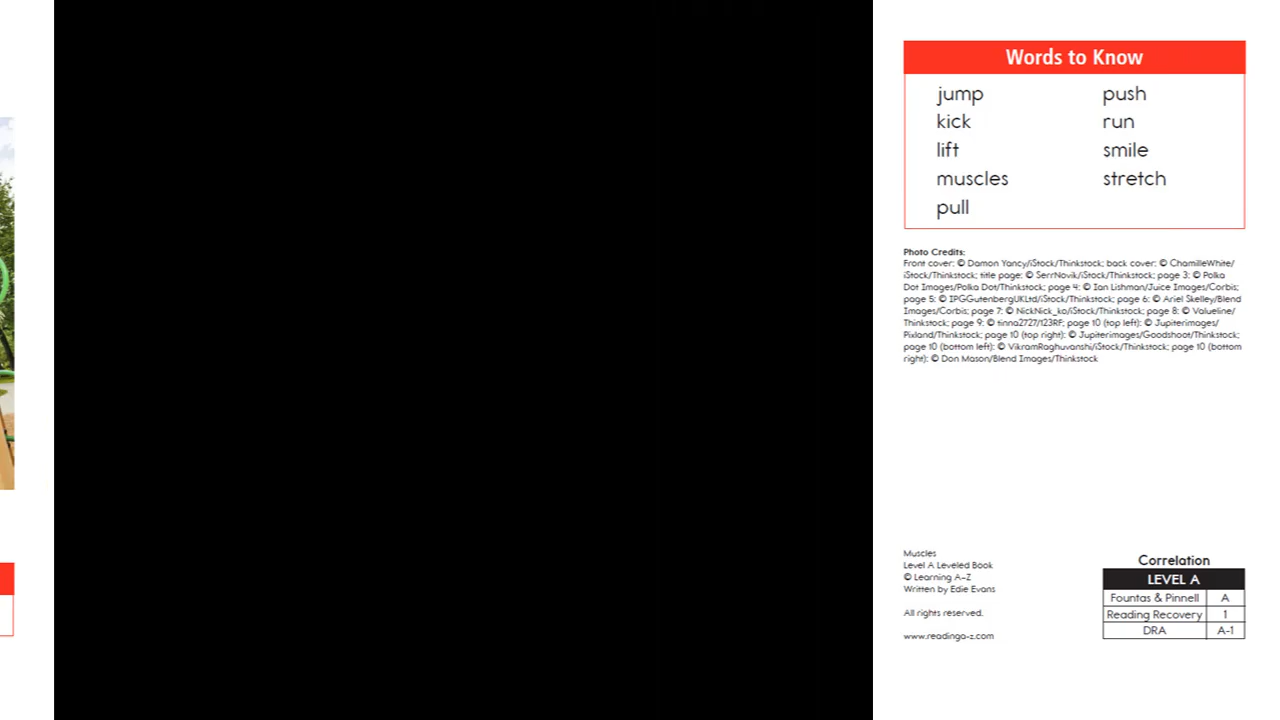 Words to Know
jump
kick
lift
muscles
pull
push
run
smile
stretch
Photo Credits:
Front cover: © Damon Yancy/iStock/Thinkstock; back cover: © ChamilleWhite/
iStock/Thinkstock; title page: © SerrNovik/iStock/Thinkstock; page 3: © Polka
Dot Images/Polka Dot/Thinkstock; page 4: © Ian Lishman/Juice Images/Corbis;
page 5: © IPGGutenbergUKLtd/iStock/Thinkstock; page 6: © Ariel Skelley/Blend
Images/Corbis; page 7: © NickNick_ko/iStock/Thinkstock; page 8: © Valueline/
Thinkstock; page 9: © tinna2727/123RF; page 10 (top left): © Jupiterimages/
Pixland/Thinkstock; page 10 (top right): © Jupiterimages/Goodshoot/Thinkstock;
page 10 (bottom left): © VikramRaghuvanshi/iStock/Thinkstock; page 10 (bottom
right): © Don Mason/Blend Images/Thinkstock
Muscles
Level A Leveled Book
© Learning A–Z
Written by Edie Evans
All rights reserved.
www.readinga-z.com
Correlation
LEVEL A
Fountas & Pinnell A
Reading Recovery 1
DRA A-1